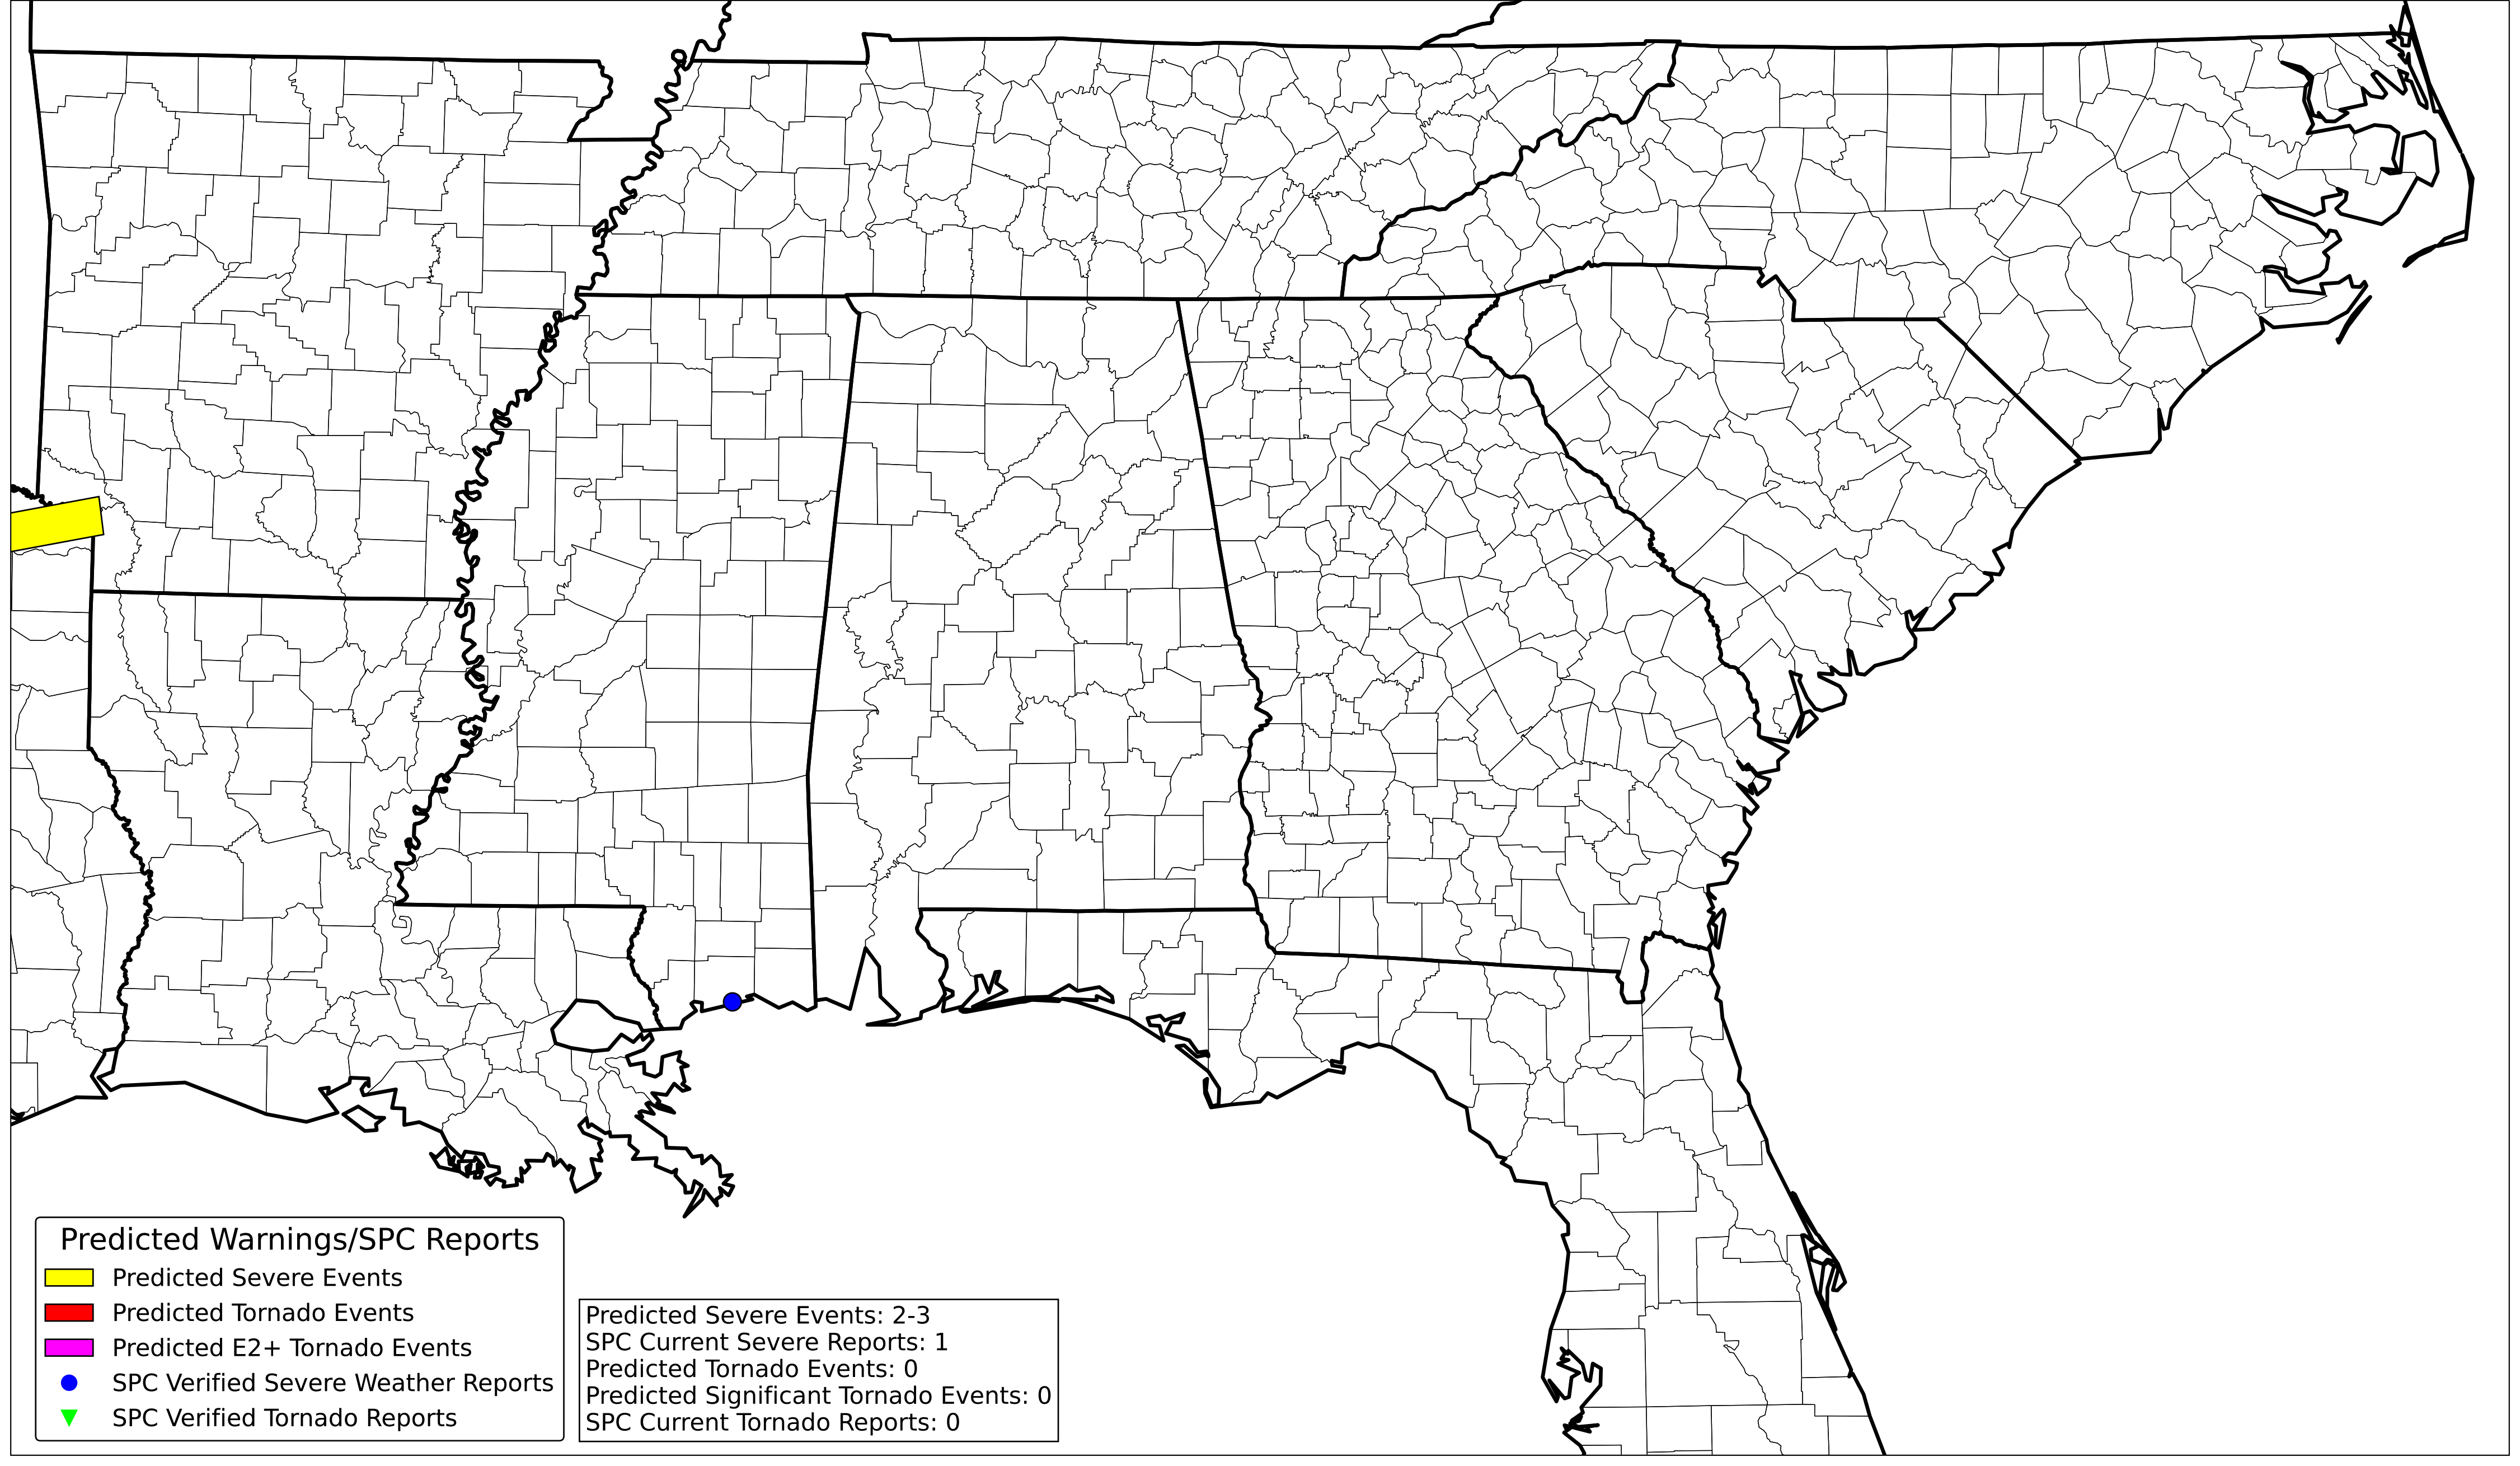 Predicted Warnings/SPC Reports
Predicted Severe Events
Predicted Tornado Events
Predicted E2+ Tornado Events
SPC Verified Severe Weather Reports
SPC Verified Tornado Reports
Predicted Severe Events: 2-3
SPC Current Severe Reports: 1
Predicted Tornado Events: 0
Predicted Significant Tornado Events: 0
SPC Current Tornado Reports: 0